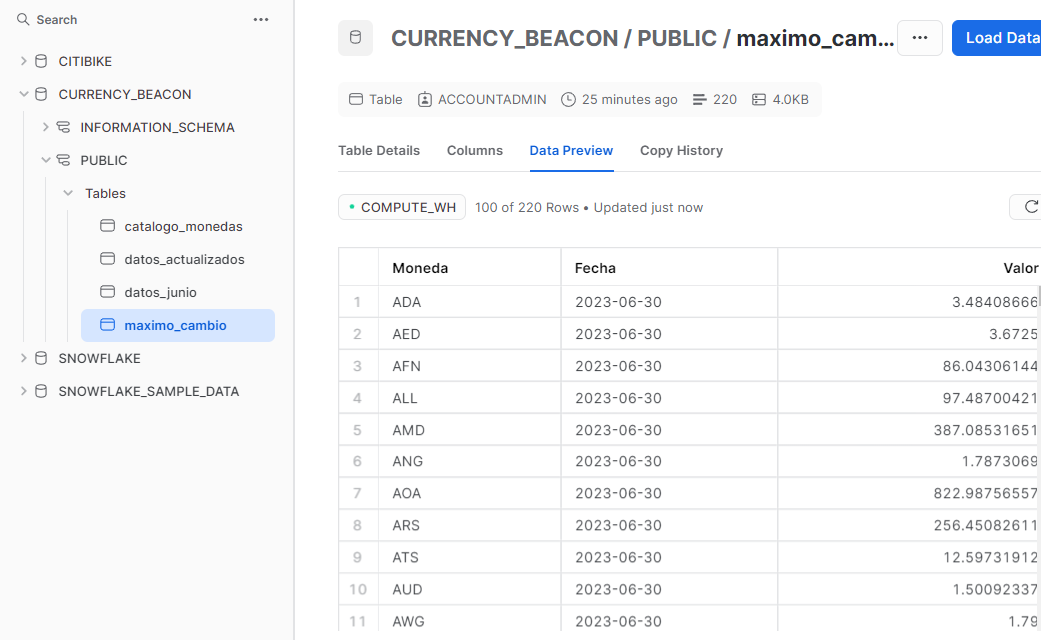 Search
CITIBIKE
CURRENCY_BEACON
INFORMATION_SCHEMA
PUBLIC
Tables
catalogo_monedas
datos_actualizados
datos_junio
maximo_cambio
SNOWFLAKE
SNOWFLAKE_SAMPLE_DATA
CURRENCY_BEACON / PUBLIC / maximo_cam...
Load Data
Table ACCOUNTADMIN 25 minutes ago 220 4.0KB
Table Details Columns Data Preview Copy History
COMPUTE_WH 100 of 220 Rows • Updated just now
Moneda Fecha Valor
1 ADA 2023-06-30 3.48408666
2 AED 2023-06-30 3.6725
3 AFN 2023-06-30 86.04306144
4 ALL 2023-06-30 97.48700421
5 AMD 2023-06-30 387.08531651
6 ANG 2023-06-30 1.7873069
7 AOA 2023-06-30 822.98756557
8 ARS 2023-06-30 256.45082611
9 ATS 2023-06-30 12.59731912
10 AUD 2023-06-30 1.50092337
11 AWG 2023-06-30 1.79